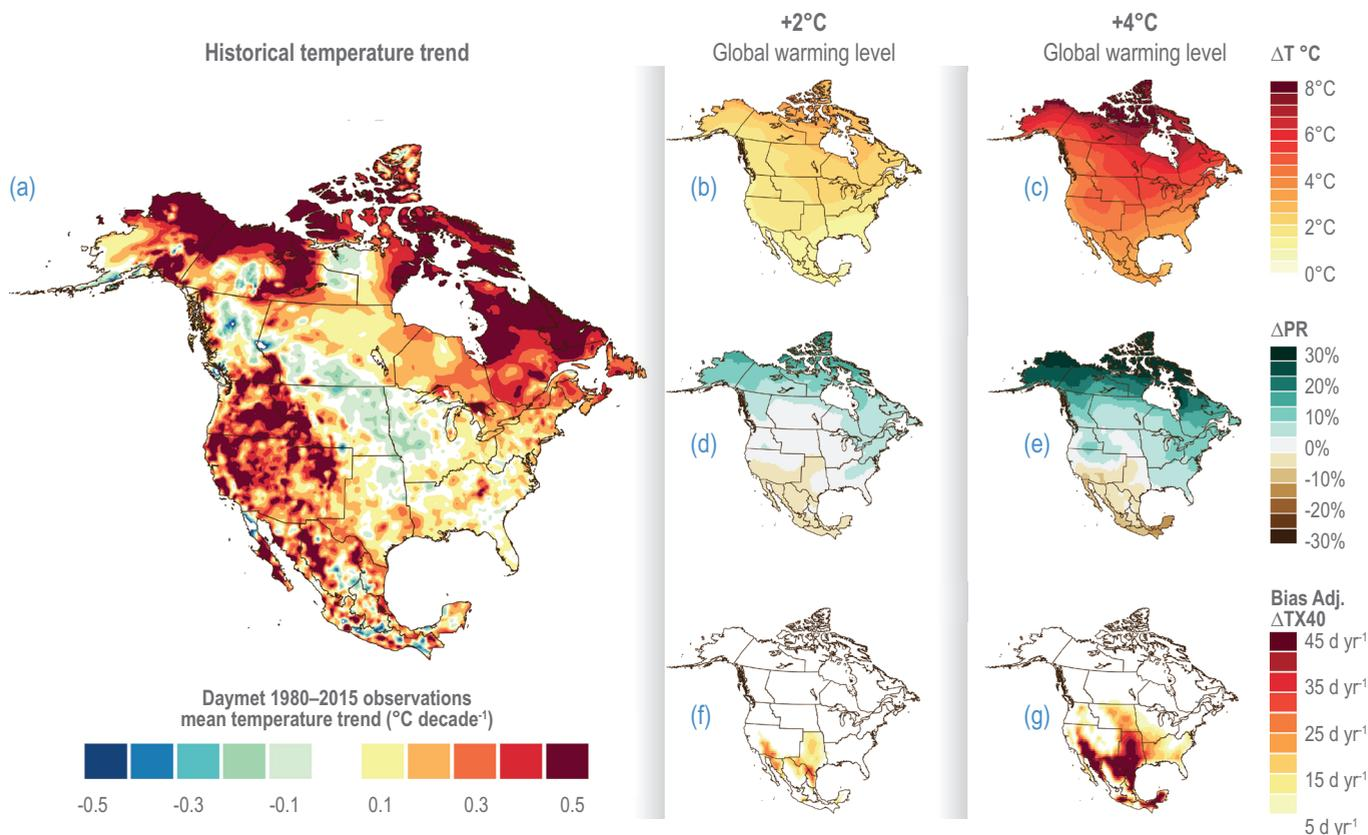 Historical temperature trend
+2°C
Global warming level
+4°C
Global warming level
ΔT °C
8°C
6°C
4°C
2°C
0°C
(a)
(b)
(c)
ΔPR
30%
20%
10%
0%
-10%
-20%
-30%
(d)
(e)
Bias Adj.
ΔTX40
45 d yr-1
35 d yr-1
25 d yr-1
15 d yr-1
5 d yr-1
(f)
(g)
Daymet 1980–2015 observations
mean temperature trend (°C decade-1)
-0.5 -0.3 -0.1 0.1 0.3 0.5